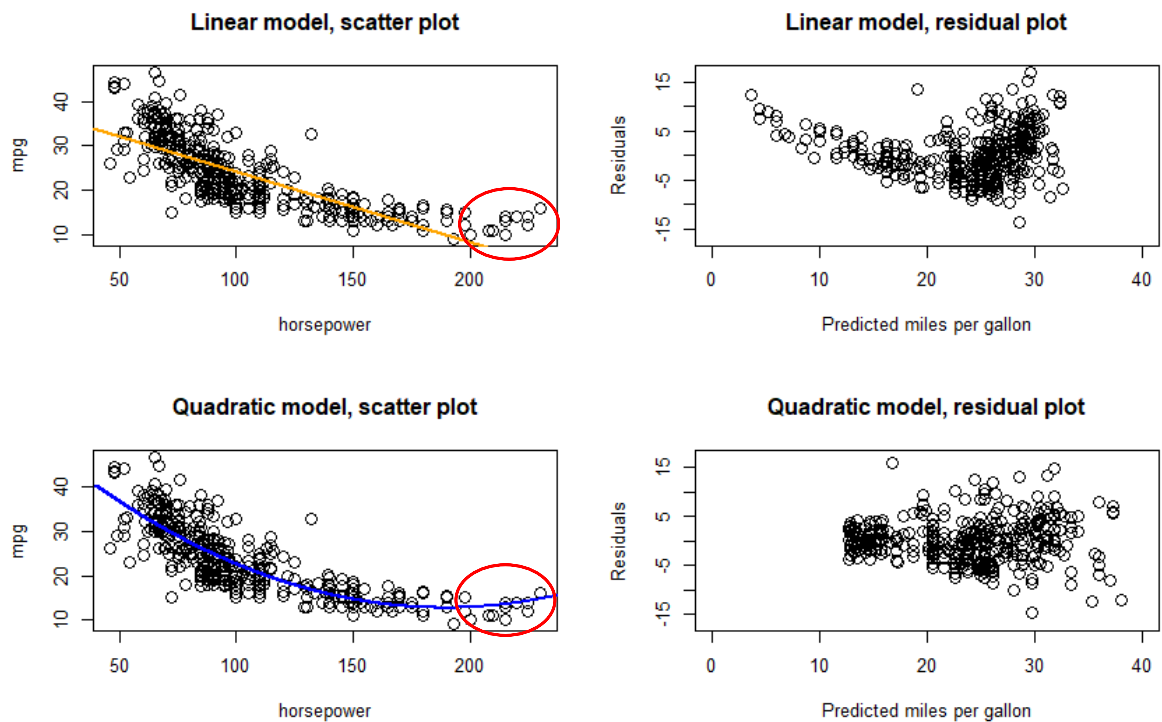 Linear model, scatter plot
mpg
10
20
30
40
50
100
150
200
horsepower
Linear model, residual plot
Residuals
-15
-5
5
15
0
10
20
30
40
Predicted miles per gallon
Quadratic model, scatter plot
mpg
10
20
30
40
50
100
150
200
horsepower
Quadratic model, residual plot
Residuals
-15
-5
5
15
0
10
20
30
40
Predicted miles per gallon